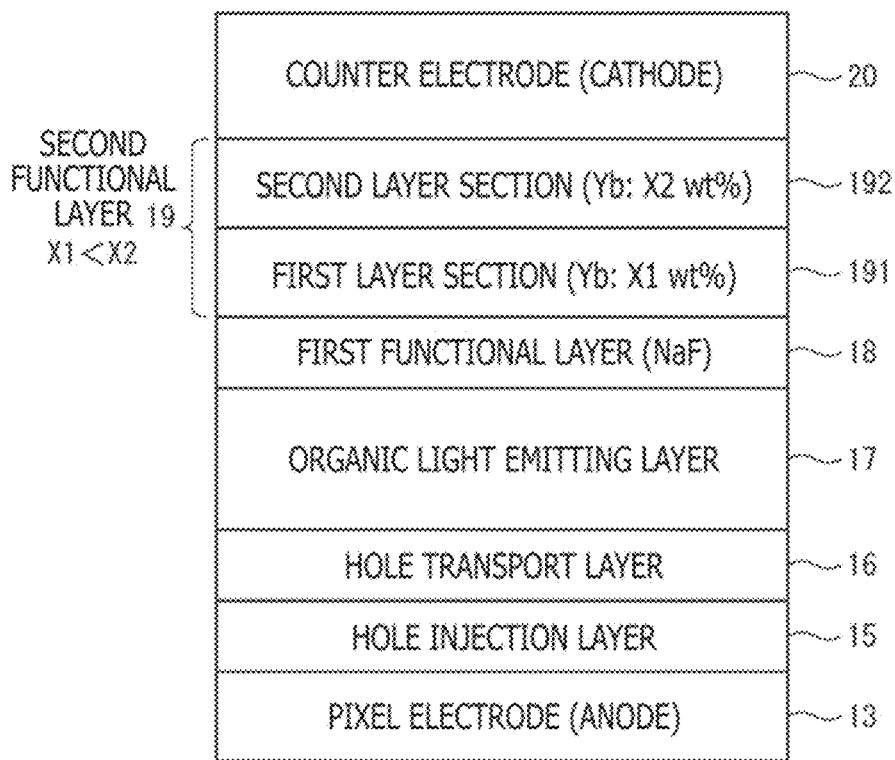 COUNTER ELECTRODE (CATHODE) 20
SECOND
FUNCTIONAL
LAYER 19
X1<X2
SECOND LAYER SECTION (Yb: X2 wt%) 192
FIRST LAYER SECTION (Yb: X1 wt%) 191
FIRST FUNCTIONAL LAYER (NaF) 18
ORGANIC LIGHT EMITTING LAYER 17
HOLE TRANSPORT LAYER 16
HOLE INJECTION LAYER 15
PIXEL ELECTRODE (ANODE) 13